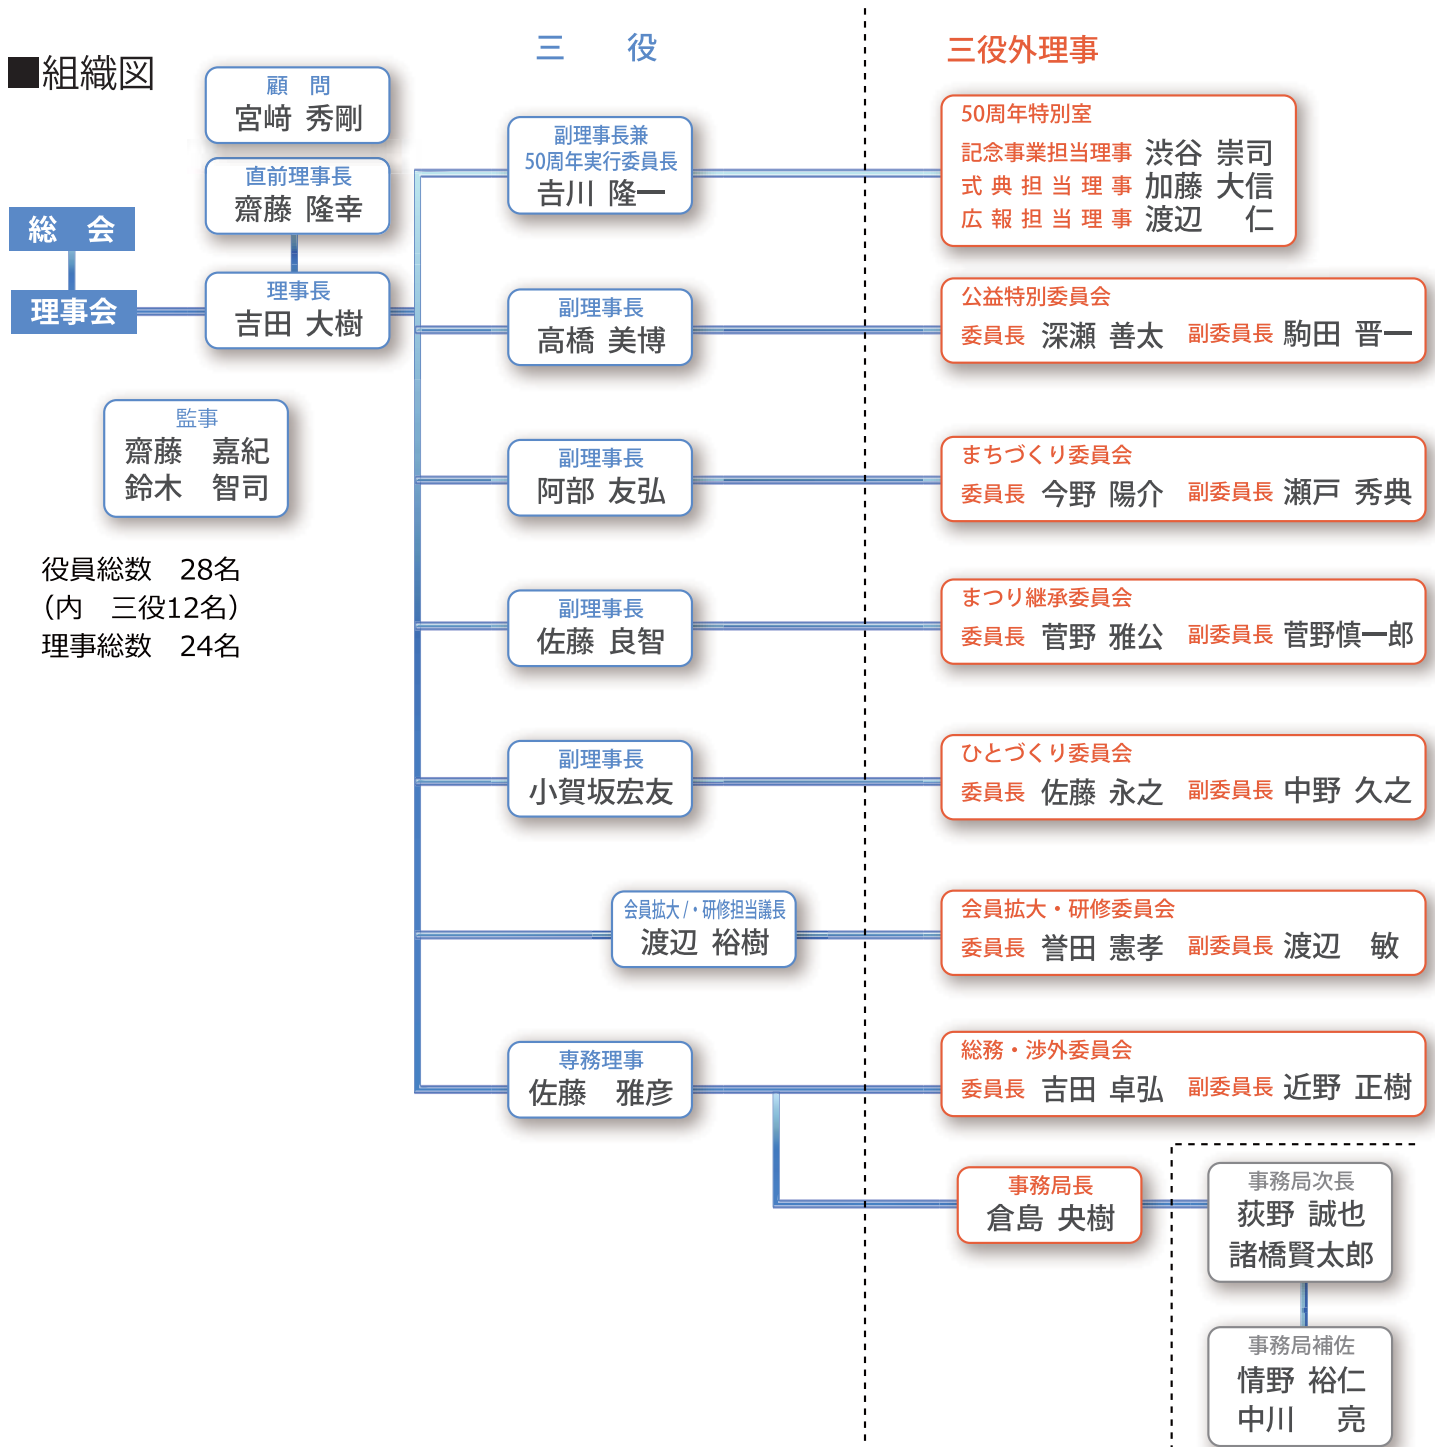 ■組織図
顧　問
宮﨑 秀剛
直前理事長
齋藤 隆幸
総　会
理事会
理事長
吉田 大樹
監事
齋藤　嘉紀
鈴木　智司
役員総数　28名
（内　三役12名）
理事総数　24名
三　役
副理事長兼
50周年実行委員長
𠮷川 隆一
副理事長
高橋 美博
副理事長
阿部 友弘
副理事長
佐藤 良智
副理事長
小賀坂宏友
会員拡大 /・研修担当議長
渡辺 裕樹
専務理事
佐藤　雅彦
三役外理事
50周年特別室
記念事業担当理事 渋谷 崇司
式典担当理事 加藤 大信
広報担当理事 渡辺　仁
公益特別委員会
委員長 深瀬 善太 副委員長 駒田 晋一
まちづくり委員会
委員長 今野 陽介 副委員長 瀬戸 秀典
まつり継承委員会
委員長 菅野 雅公 副委員長 菅野慎一郎
ひとづくり委員会
委員長 佐藤 永之 副委員長 中野 久之
会員拡大・研修委員会
委員長 誉田 憲孝 副委員長 渡辺　敏
総務・渉外委員会
委員長 吉田 卓弘 副委員長 近野 正樹
事務局長
倉島 央樹
事務局次長
荻野 誠也
諸橋賢太郎
事務局補佐
情野 裕仁
中川　亮